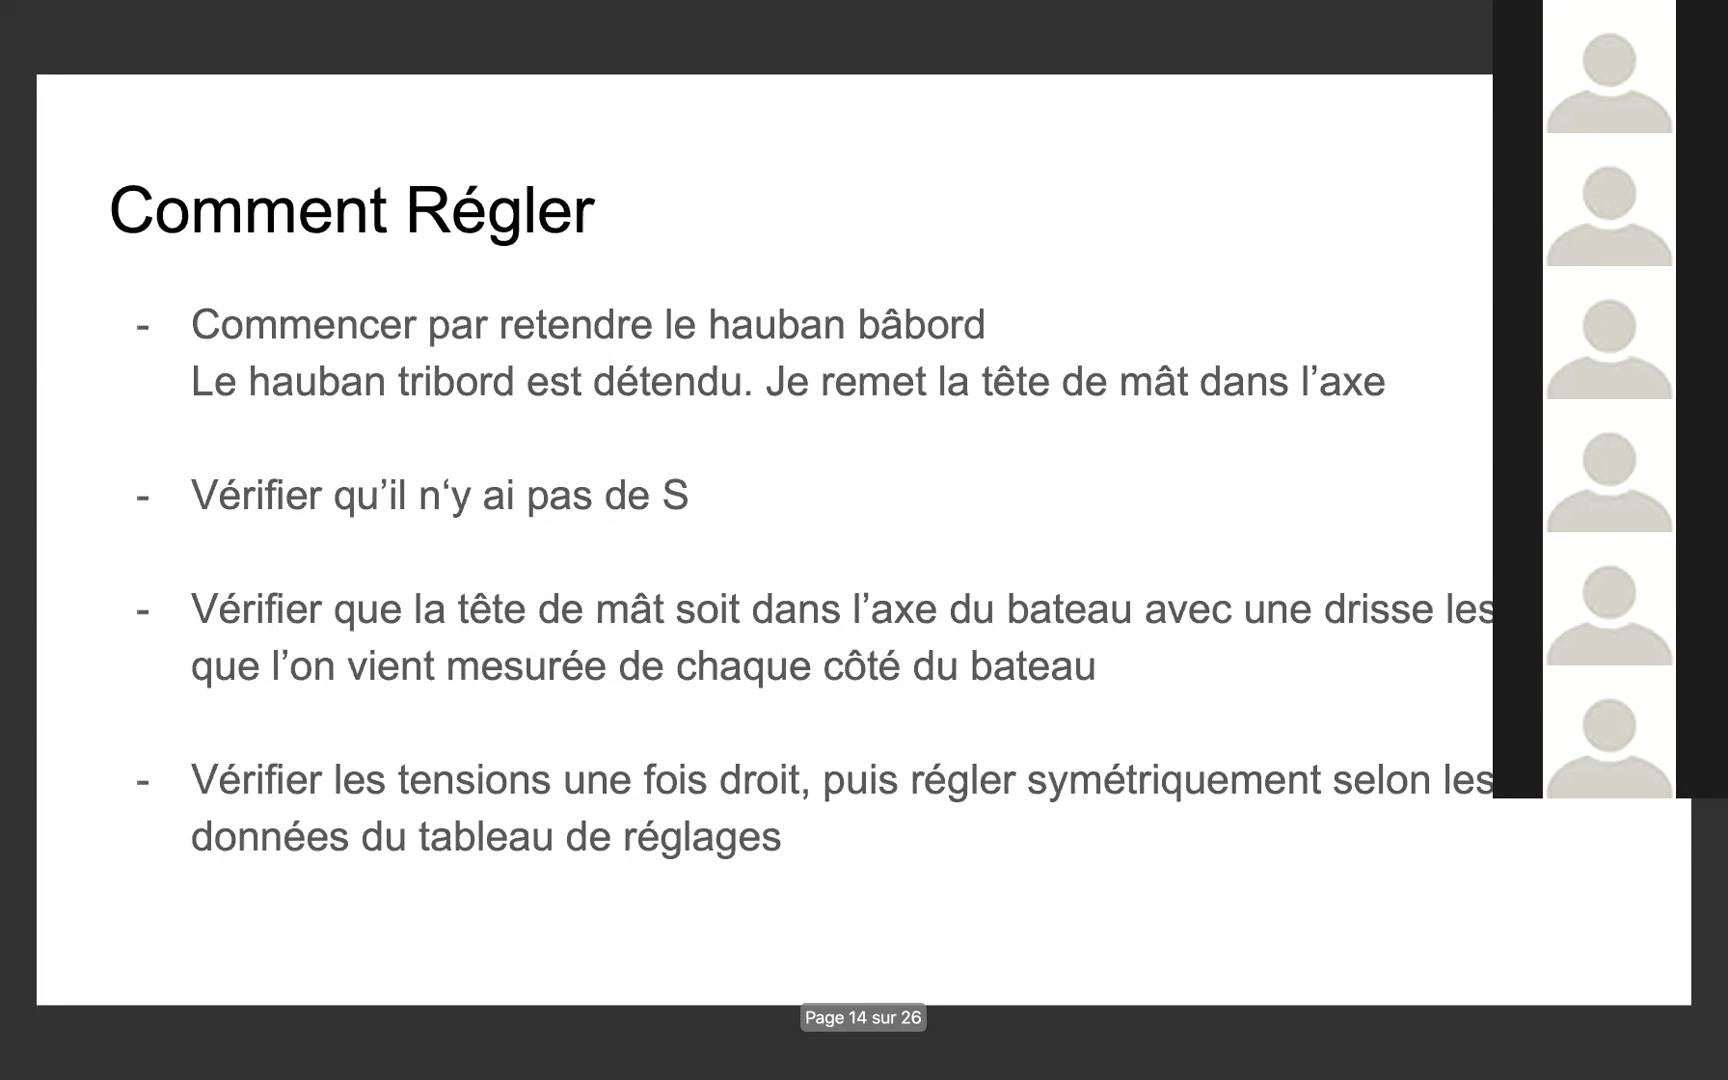 Comment Régler
- Commencer par retendre le hauban bâbord
Le hauban tribord est détendu. Je remet la tête de mât dans l’axe
- Vérifier qu’il n‘y ai pas de S
- Vérifier que la tête de mât soit dans l’axe du bateau avec une drisse
que l’on vient mesurée de chaque côté du bateau
- Vérifier les tensions une fois droit, puis régler symétriquement selon les
données du tableau de réglages
Page 14 sur 26